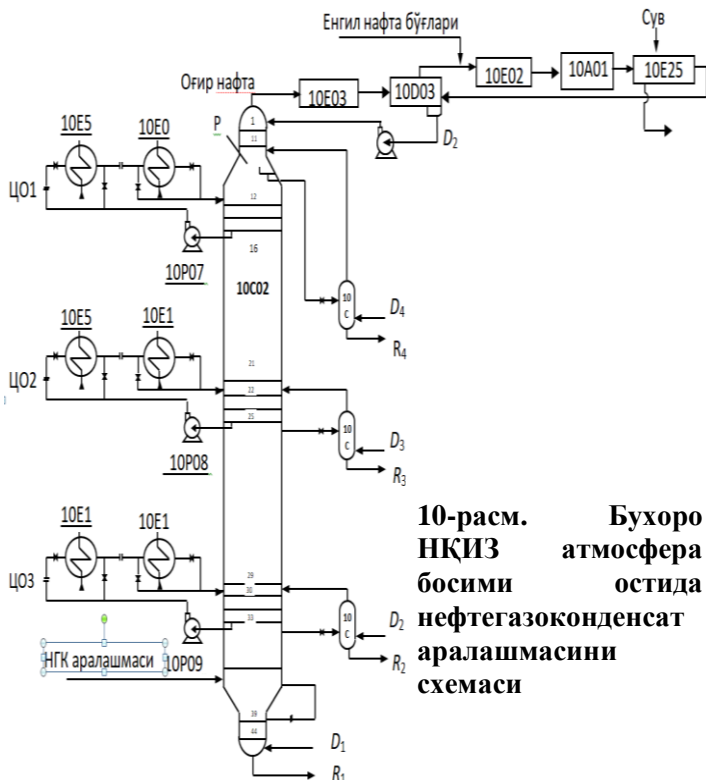 Енгил нафта бўғлари
Сув
Оғир нафта
10E03
10D03
10E02
10A01
10E25
P
1
11
D₂
10E5
10E0
ЦО1
12
16
10P07
10C02
10
C
D₄
R₄
10E5
10E1
ЦО2
21
22
25
10P08
10
C
D₃
R₃
10E1
10E1
ЦО3
29
30
33
10
C
D₂
R₂
НГК аралашмаси
10P09
39
44
D₁
R₁
10-расм. Бухоро
НҚИЗ атмосфера
босими остида
нефтегазоконденсат
аралашмасини
схемаси